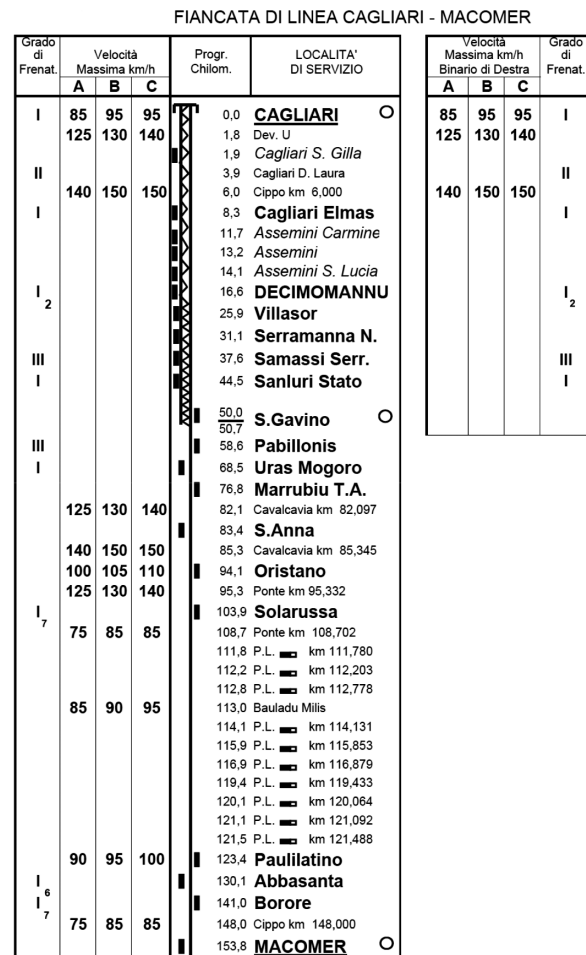 FIANCATA DI LINEA CAGLIARI - MACOMER
Grado di Frenat. Velocità Massima km/h Progr. Chilom. LOCALITA' DI SERVIZIO Velocità Massima km/h Binario di Destra Grado di Frenat.
A B C A B C
I 85 95 95 0,0 CAGLIARI 85 95 95 I
125 130 140 1,8 Dev. U 125 130 140
1,9 Cagliari S. Gilla
II 3,9 Cagliari D. Laura II
140 150 150 6,0 Cippo km 6,000 140 150 150
I 8,3 Cagliari Elmas I
11,7 Assemini Carmine
13,2 Assemini
14,1 Assemini S. Lucia
I 2 16,6 DECIMOMANNU I 2
25,9 Villasor
31,1 Serramanna N.
III 37,6 Samassi Serr. III
I 44,5 Sanluri Stato I
50,0 S.Gavino
50,7
III 58,6 Pabillonis
I 68,5 Uras Mogoro
76,8 Marrubiu T.A.
125 130 140 82,1 Cavalcavia km 82,097
83,4 S.Anna
140 150 150 85,3 Cavalcavia km 85,345
100 105 110 94,1 Oristano
125 130 140 95,3 Ponte km 95,332
I 7 103,9 Solarussa
75 85 85 108,7 Ponte km 108,702
111,8 P.L. km 111,780
112,2 P.L. km 112,203
112,8 P.L. km 112,778
85 90 95 113,0 Bauladu Milis
114,1 P.L. km 114,131
115,9 P.L. km 115,853
116,9 P.L. km 116,879
119,4 P.L. km 119,433
120,1 P.L. km 120,064
121,1 P.L. km 121,092
121,5 P.L. km 121,488
90 95 100 123,4 Paulilatino
I 6 130,1 Abbasanta
I 7 141,0 Borore
75 85 85 148,0 Cippo km 148,000
153,8 MACOMER